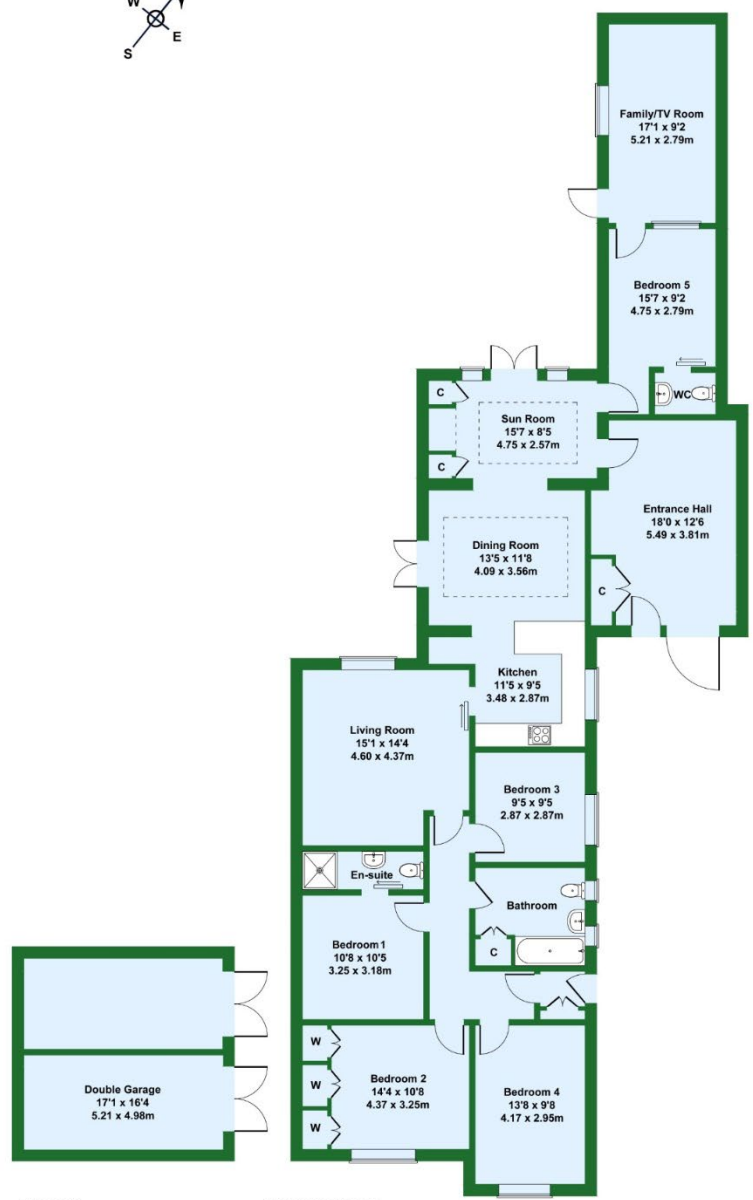 W
E
S
Family/TV Room
17'1 x 9'2
5.21 x 2.79m
Bedroom 5
15'7 x 9'2
4.75 x 2.79m
WC
C
Sun Room
15'7 x 8'5
4.75 x 2.57m
C
Entrance Hall
18'0 x 12'6
5.49 x 3.81m
C
Dining Room
13'5 x 11'8
4.09 x 3.56m
Kitchen
11'5 x 9'5
3.48 x 2.87m
Living Room
15'1 x 14'4
4.60 x 4.37m
Bedroom 3
9'5 x 9'5
2.87 x 2.87m
En-suite
Bathroom
C
Bedroom 1
10'8 x 10'5
3.25 x 3.18m
W
W
W
Bedroom 2
14'4 x 10'8
4.37 x 3.25m
Bedroom 4
13'8 x 9'8
4.17 x 2.95m
Double Garage
17'1 x 16'4
5.21 x 4.98m